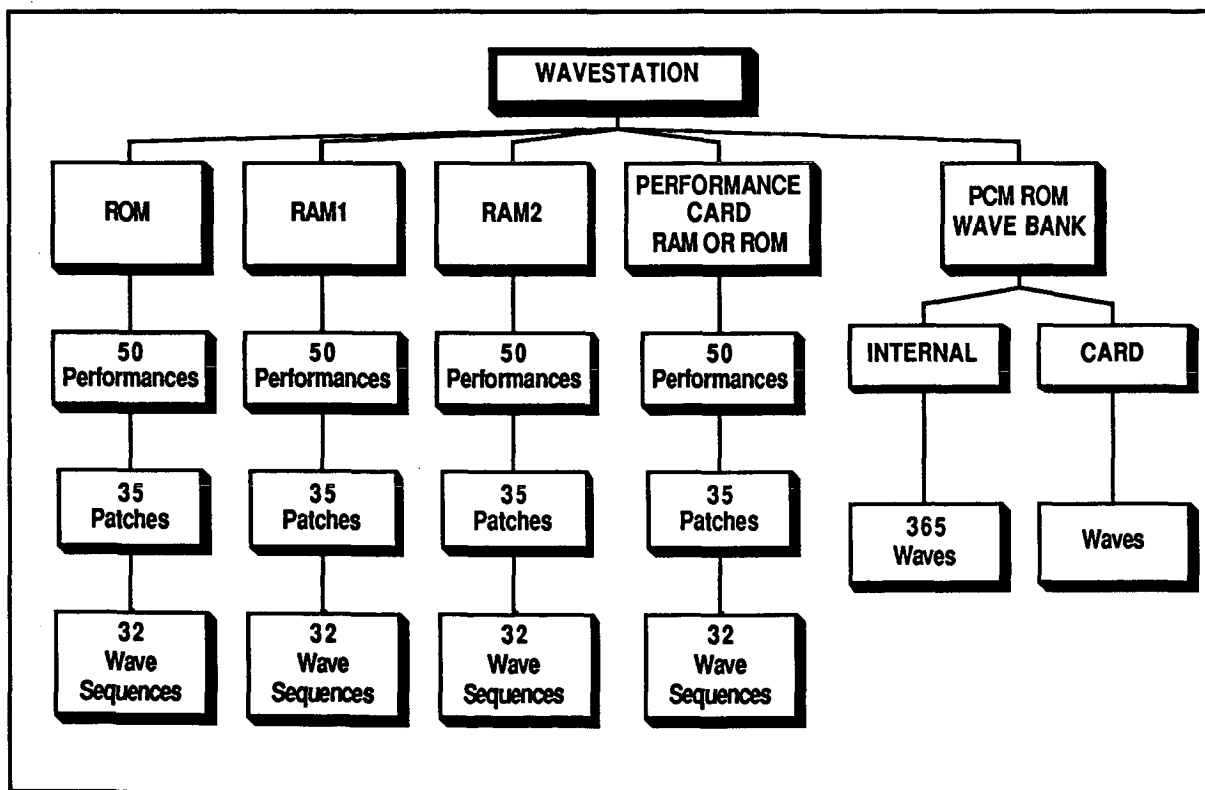 WAVESTATION
ROM
RAM1
RAM2
PERFORMANCE
CARD
RAM OR ROM
PCM ROM
WAVE BANK
INTERNAL
CARD
50
Performances
50
Performances
50
Performances
50
Performances
35
Patches
35
Patches
35
Patches
35
Patches
365
Waves
Waves
32
Wave
Sequences
32
Wave
Sequences
32
Wave
Sequences
32
Wave
Sequences